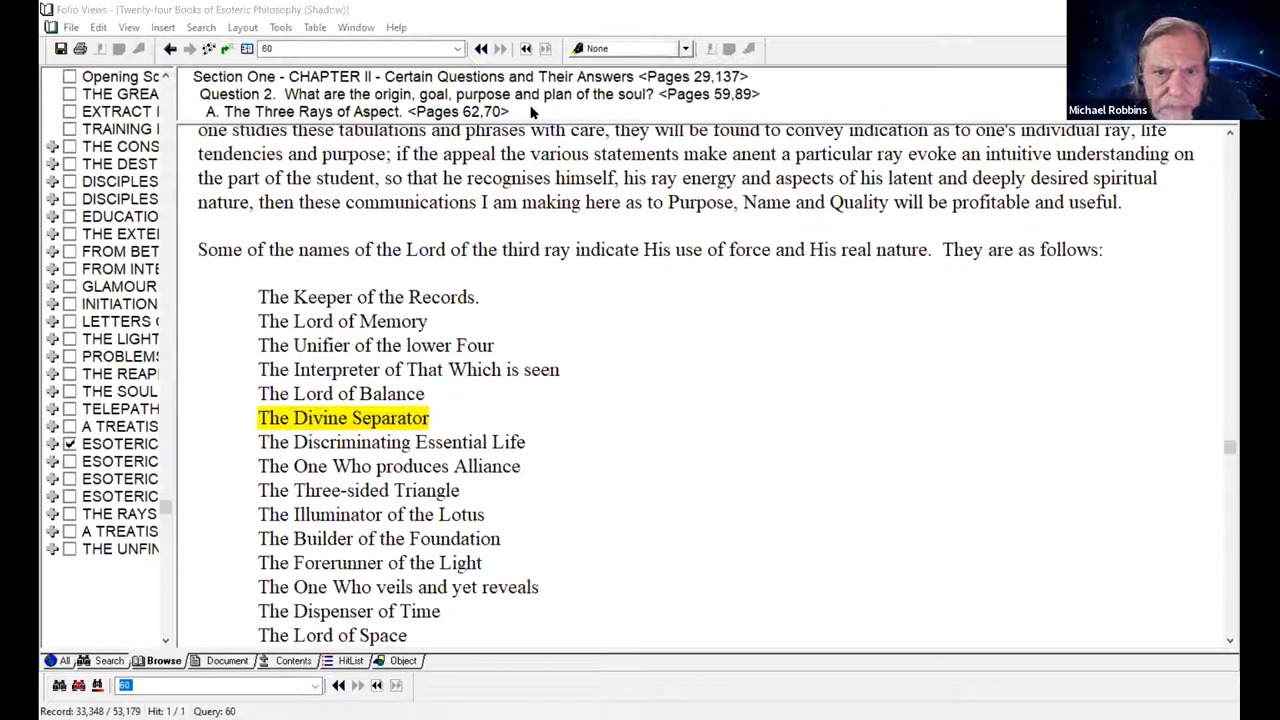 Folio Views - [Twenty-four Books of Esoteric Philosophy.(Shadow)]
File Edit View Insert Search Layout Tools Table Window Help
60 None
Opening Sc
THE GREA
EXTRACT
TRAINING
THE CONS
THE DEST
DISCIPLES
DISCIPLES
EDUCATIO
THE EXTE
FROM BET
FROM INTE
GLAMOUR
INITIATION
LETTERS
THE LIGHT
PROBLEMS
THE REAP
THE SOUL
TELEPATH
A TREATIS
ESOTERIC
ESOTERIC
ESOTERIC
ESOTERIC
THE RAYS
A TREATIS
THE UNFIN
Section One - CHAPTER II - Certain Questions and Their Answers <Pages 29,137>
Question 2. What are the origin, goal, purpose and plan of the soul? <Pages 59,89>
A. The Three Rays of Aspect. <Pages 62,70>
one studies these tabulations and phrases with care, they will be found to convey indication as to one's individual ray, life
tendencies and purpose; if the appeal the various statements make anent a particular ray evoke an intuitive understanding on
the part of the student, so that he recognises himself, his ray energy and aspects of his latent and deeply desired spiritual
nature, then these communications I am making here as to Purpose, Name and Quality will be profitable and useful.
Some of the names of the Lord of the third ray indicate His use of force and His real nature. They are as follows:
The Keeper of the Records.
The Lord of Memory
The Unifier of the lower Four
The Interpreter of That Which is seen
The Lord of Balance
The Divine Separator
The Discriminating Essential Life
The One Who produces Alliance
The Three-sided Triangle
The Illuminator of the Lotus
The Builder of the Foundation
The Forerunner of the Light
The One Who veils and yet reveals
The Dispenser of Time
The Lord of Space
Michael Robbins
All Search Browse Document Contents HitList Object
60
Record: 33,348 / 53,179 Hit: 1 / 1 Query: 60